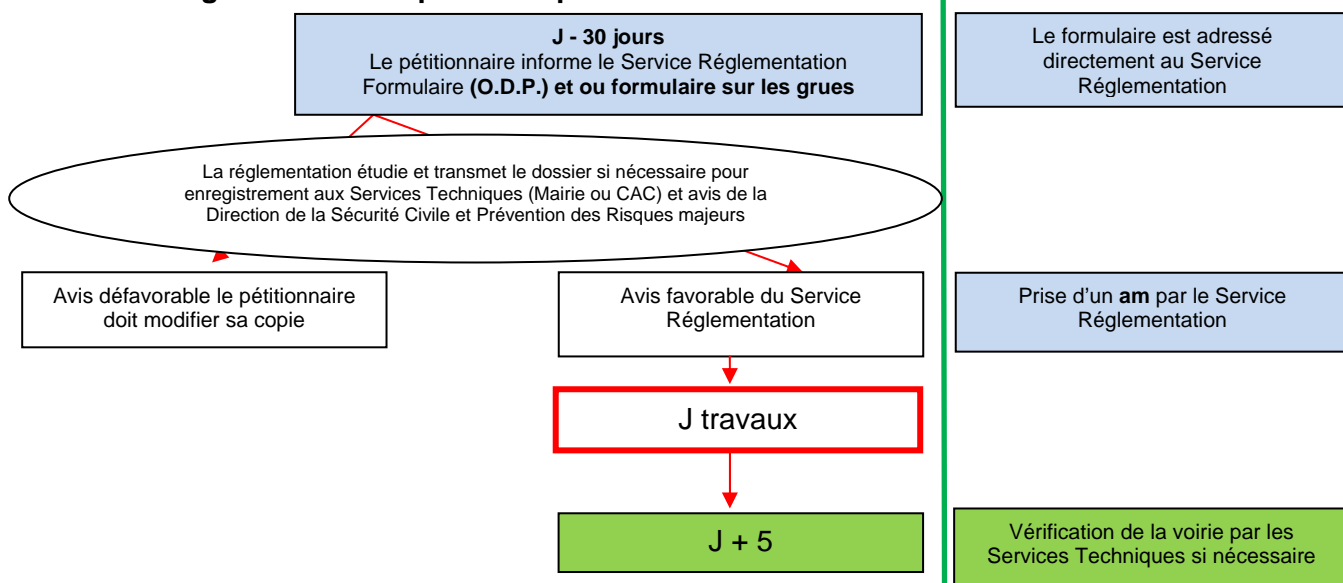 J - 30 jours
Le pétitionnaire informe le Service Réglementation
Formulaire (O.D.P.) et ou formulaire sur les grues
Le formulaire est adressé
directement au Service
Réglementation
La réglementation étudie et transmet le dossier si nécessaire pour
enregistrement aux Services Techniques (Mairie ou CAC) et avis de la
Direction de la Sécurité Civile et Prévention des Risques majeurs
Avis défavorable le pétitionnaire
doit modifier sa copie
Avis favorable du Service
Réglementation
Prise d'un am par le Service
Réglementation
J travaux
J + 5
Vérification de la voirie par les
Services Techniques si nécessaire